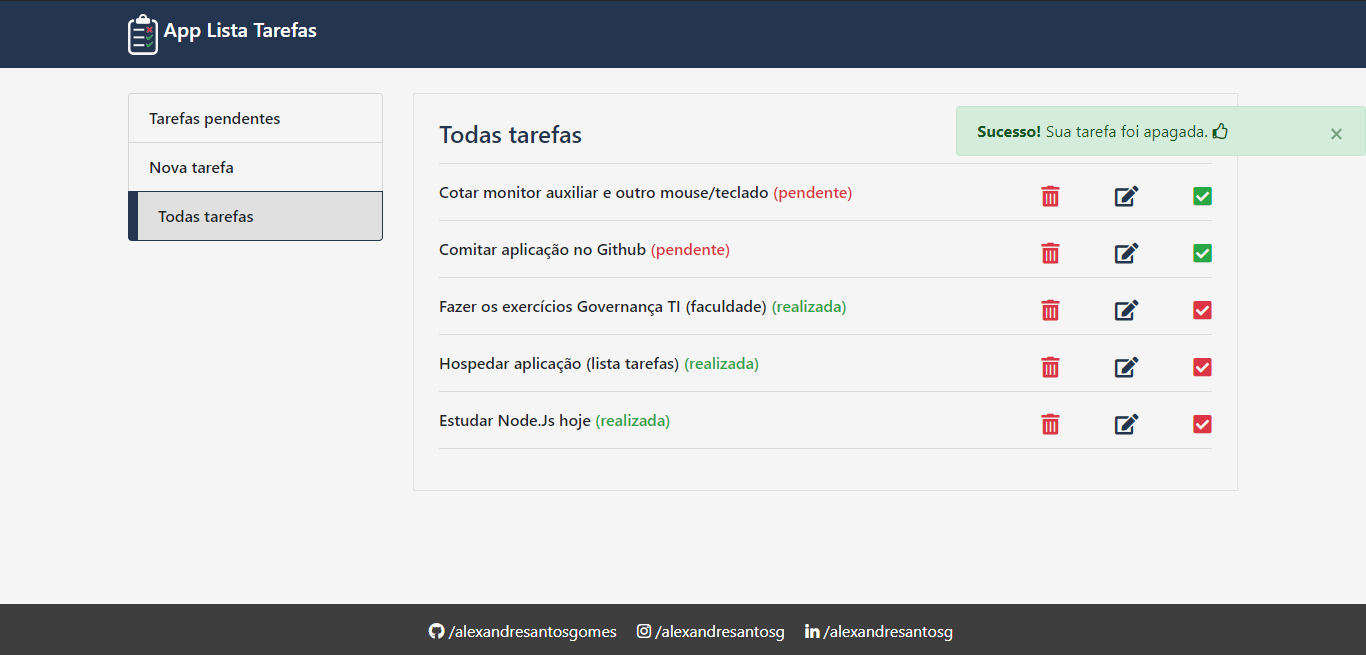 App Lista Tarefas
Tarefas pendentes
Nova tarefa
Todas tarefas
Todas tarefas
Sucesso! Sua tarefa foi apagada.
Cotar monitor auxiliar e outro mouse/teclado (pendente)
Comitar aplicação no Github (pendente)
Fazer os exercícios Governança TI (faculdade) (realizada)
Hospedar aplicação (lista tarefas) (realizada)
Estudar Node.Js hoje (realizada)
/alexandresantosgomes /alexandresantosg /alexandresantosg